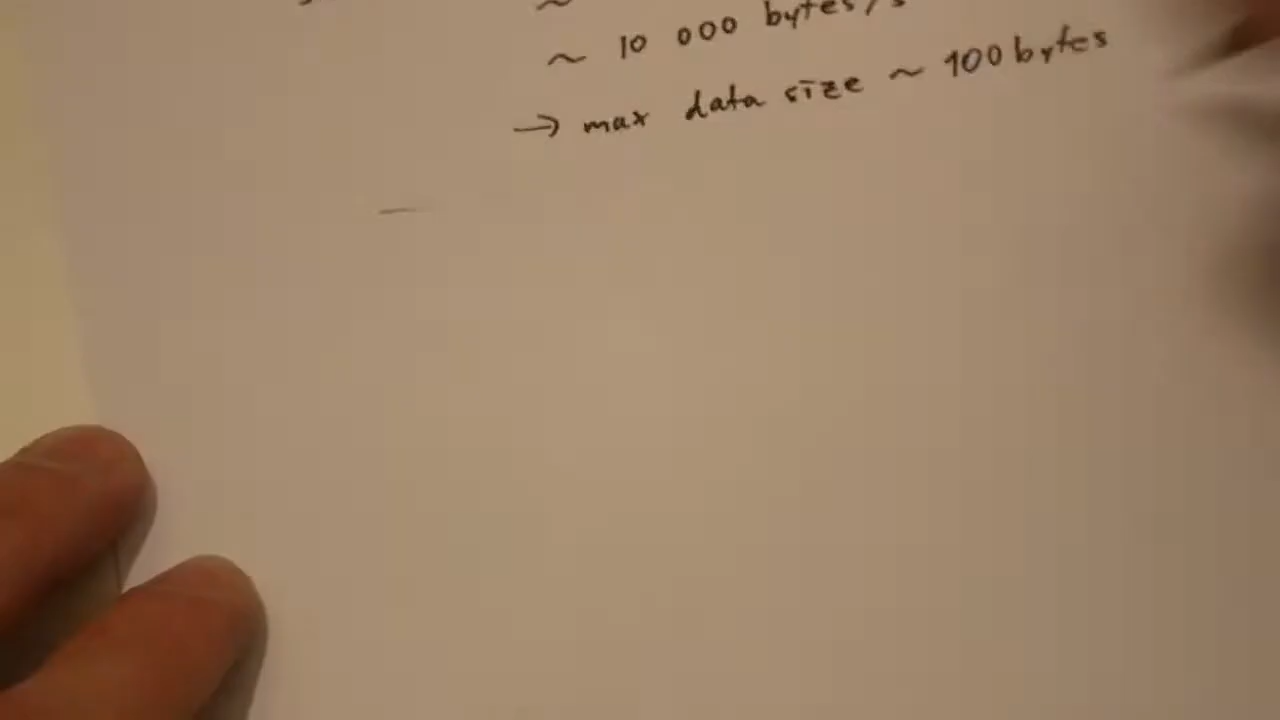 ~ 10 000 bytes/s
→ max data size ~ 100 bytes